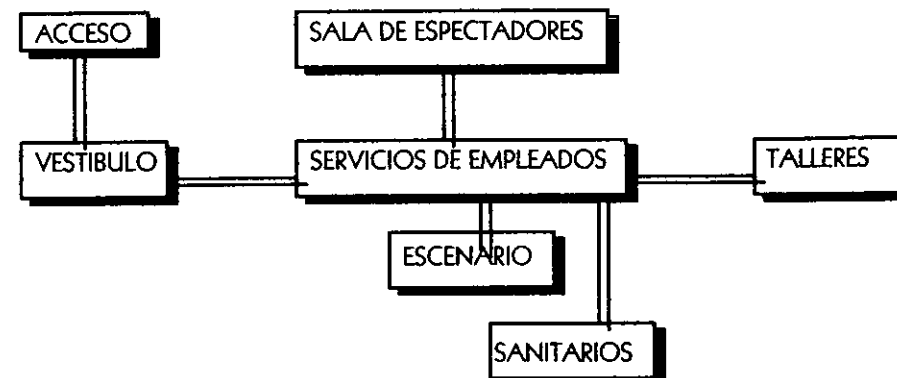 ACCESO
SALA DE ESPECTADORES
VESTIBULO
SERVICIOS DE EMPLEADOS
TALLERES
ESCENARIO
SANITARIOS